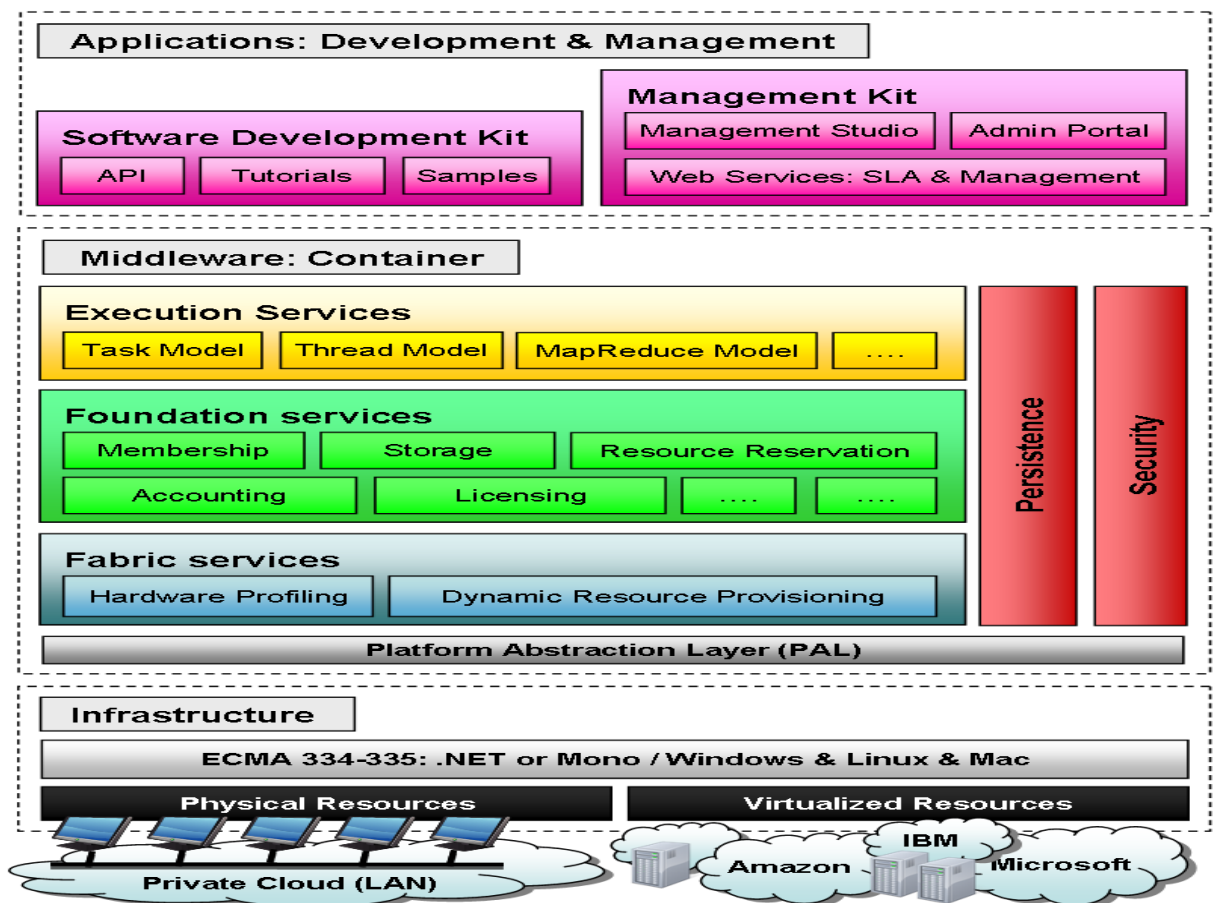 Applications: Development & Management
Software Development Kit
API
Tutorials
Samples
Management Kit
Management Studio
Admin Portal
Web Services: SLA & Management
Middleware: Container
Execution Services
Task Model
Thread Model
MapReduce Model
....
Foundation services
Membership
Storage
Resource Reservation
Accounting
Licensing
....
....
Fabric services
Hardware Profiling
Dynamic Resource Provisioning
Persistence
Security
Platform Abstraction Layer (PAL)
Infrastructure
ECMA 334-335: .NET or Mono / Windows & Linux & Mac
Physical Resources
Virtualized Resources
Private Cloud (LAN)
Amazon
IBM
Microsoft